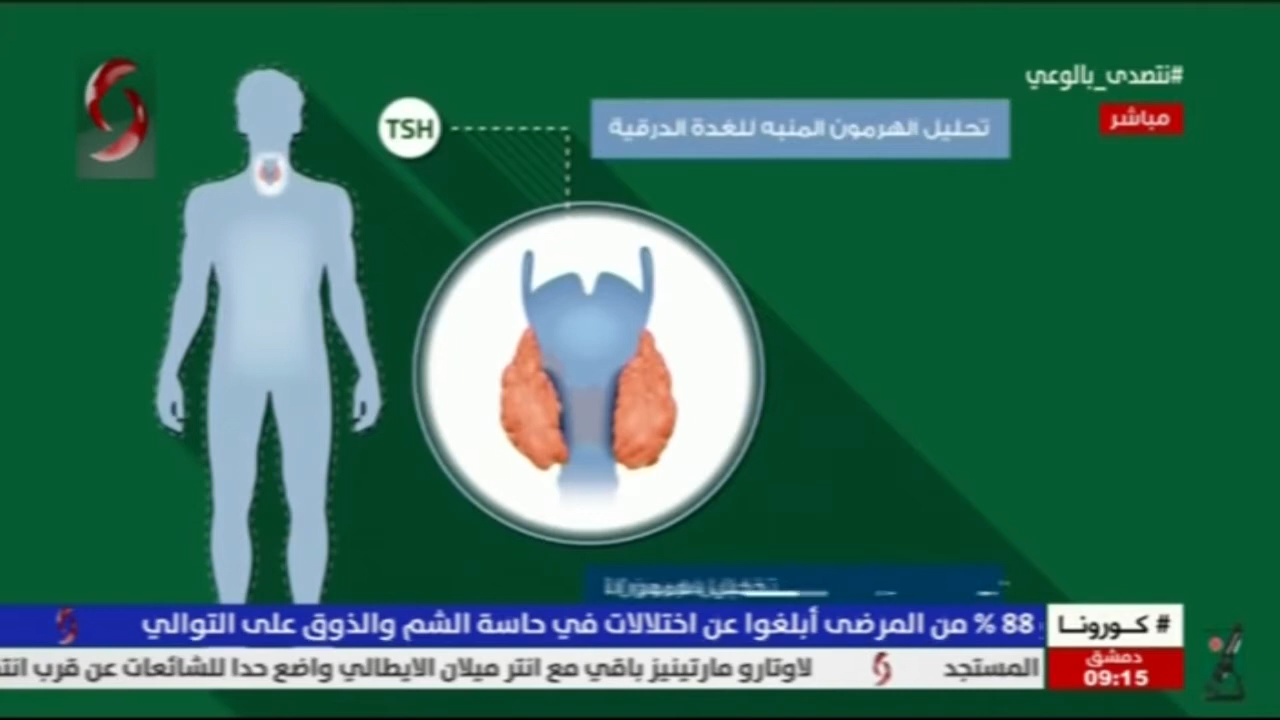 #نتصدى_بالوعي
مباشر
TSH
تحليل الهرمون المنبه للغدة الدرقية
# كورونا
88 % من المرضى أبلغوا عن اختلالات في حاسة الشم والذوق على التوالي
دمشق
09:15
المستجد
لاوتارو مارتينيز باقي مع انتر ميلان الايطالي واضح حدا للشائعات عن قرب